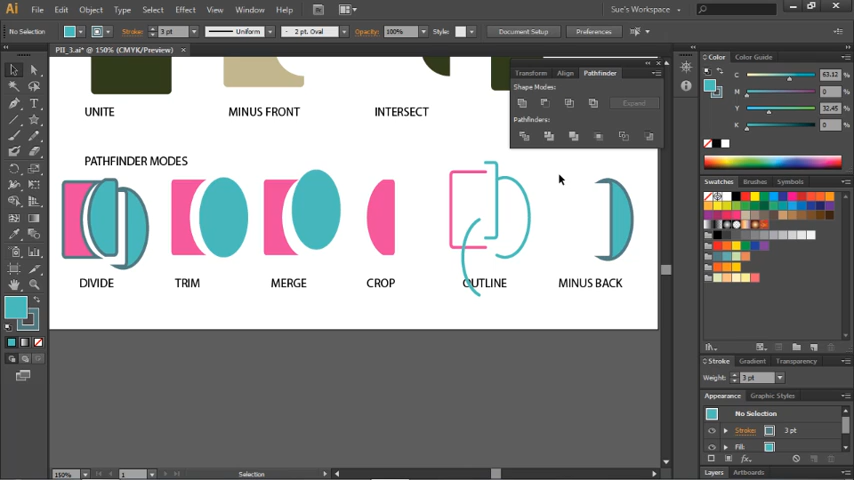 Ai File Edit Object Type Select Effect View Window Help Br Sue's Workspace
No Selection Stroke: 3 pt Uniform 2 pt. Oval Opacity: 100% Style: Document Setup Preferences
PII_3.ai* @ 150% (CMYK/Preview)
Transform Align Pathfinder
Shape Modes:
Expand
Pathfinders:
UNITE MINUS FRONT INTERSECT
PATHFINDER MODES
DIVIDE TRIM MERGE CROP OUTLINE MINUS BACK
Color Color Guide
C 63.12 %
M 0 %
Y 32.45 %
K 0 %
Swatches Brushes Symbols
Stroke Gradient Transparency
Weight: 3 pt
Appearance Graphic Styles
No Selection
Stroke: 3 pt
Fill:
fx
Layers Artboards
150% 1 Selection